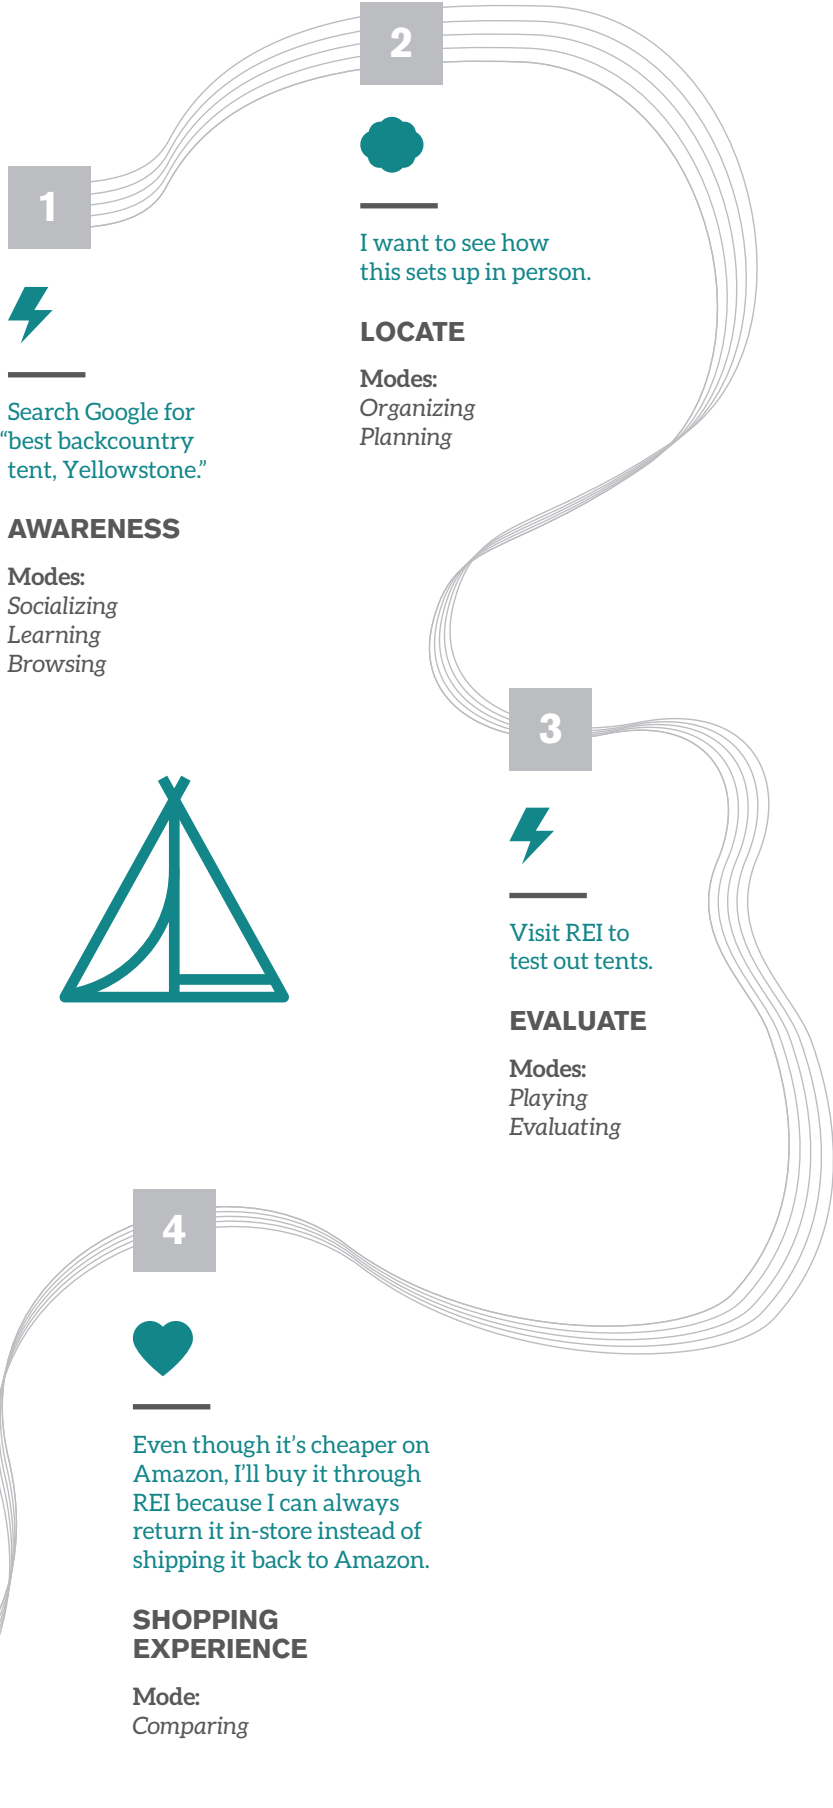 1
Search Google for
“best backcountry
tent, Yellowstone.”
AWARENESS
Modes:
Socializing
Learning
Browsing
2
I want to see how
this sets up in person.
LOCATE
Modes:
Organizing
Planning
3
Visit REI to
test out tents.
EVALUATE
Modes:
Playing
Evaluating
4
Even though it’s cheaper on
Amazon, I’ll buy it through
REI because I can always
return it in-store instead of
shipping it back to Amazon.
SHOPPING
EXPERIENCE
Mode:
Comparing